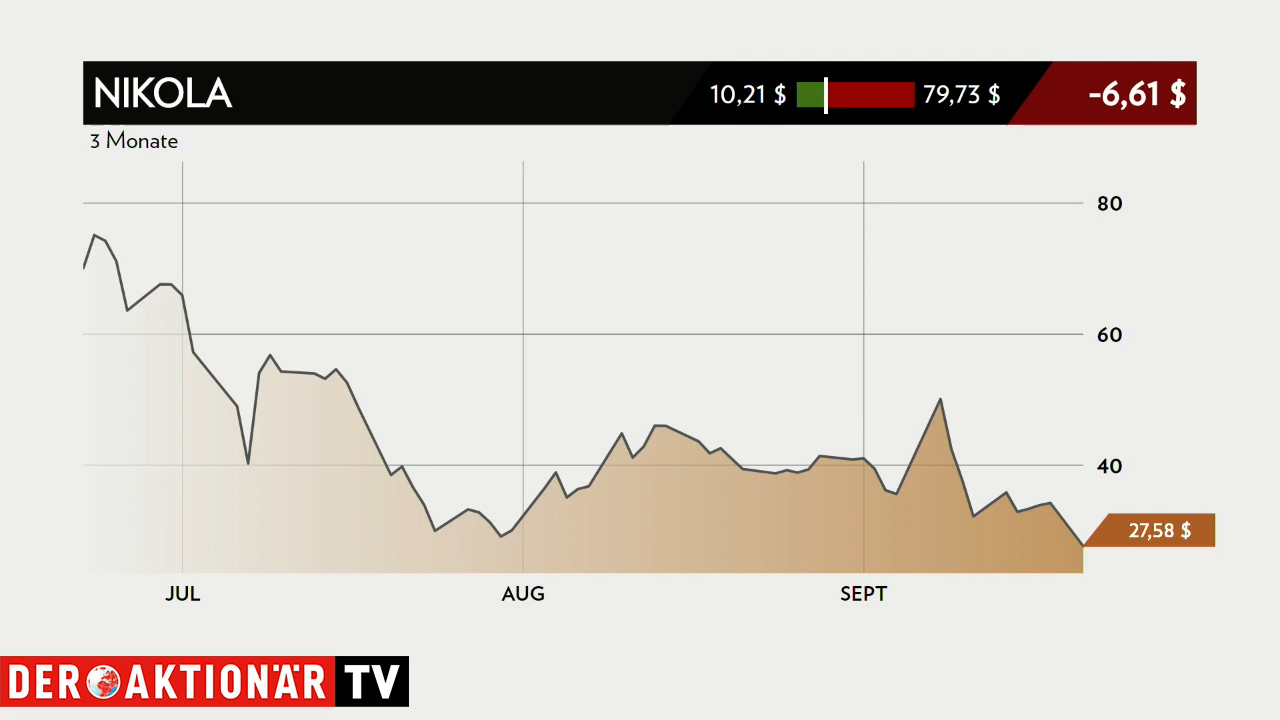 NIKOLA
10,21 $ 79,73 $ -6,61 $
3 Monate
80
60
40
27,58 $
JUL AUG SEPT
DER AKTIONÄR TV